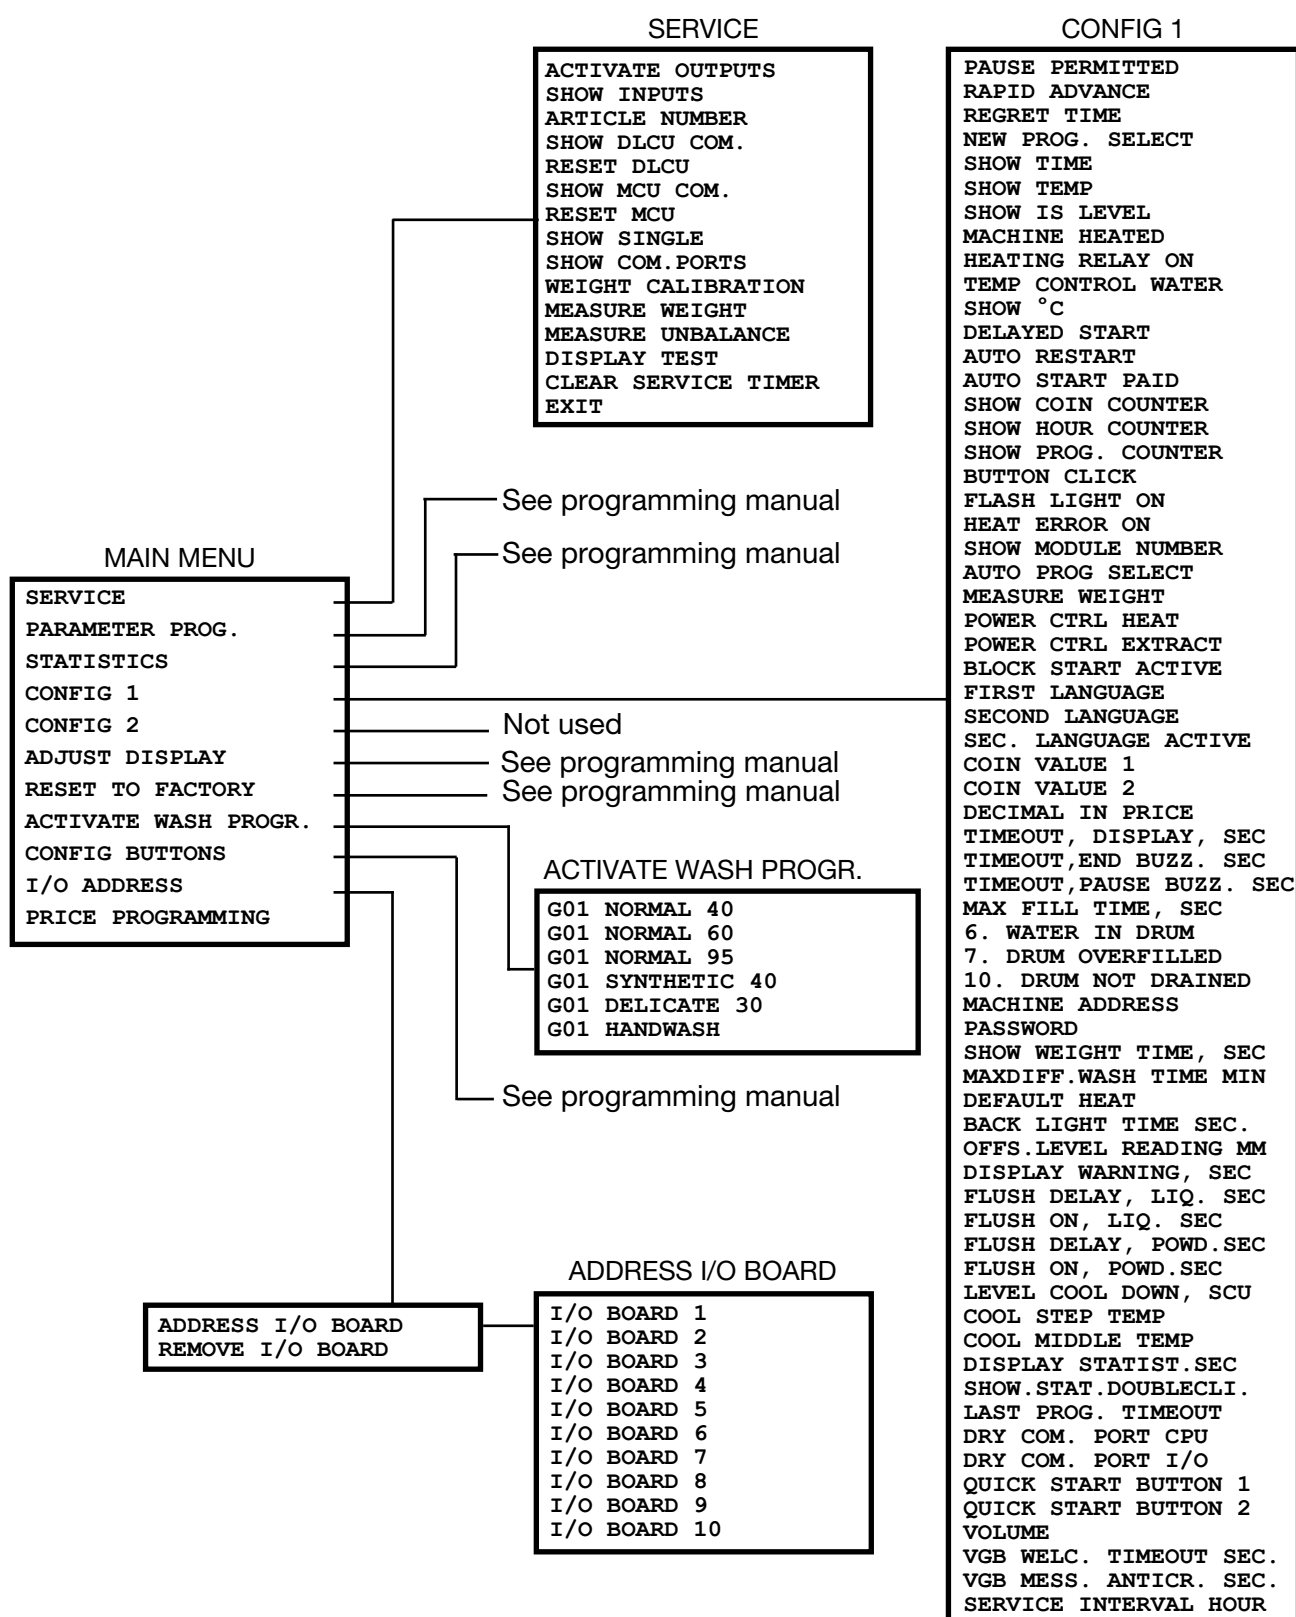 SERVICE
ACTIVATE OUTPUTS
SHOW INPUTS
ARTICLE NUMBER
SHOW DLCU COM.
RESET DLCU
SHOW MCU COM.
RESET MCU
SHOW SINGLE
SHOW COM.PORTS
WEIGHT CALIBRATION
MEASURE WEIGHT
MEASURE UNBALANCE
DISPLAY TEST
CLEAR SERVICE TIMER
EXIT
See programming manual
See programming manual
MAIN MENU
SERVICE
PARAMETER PROG.
STATISTICS
CONFIG 1
CONFIG 2
ADJUST DISPLAY
RESET TO FACTORY
ACTIVATE WASH PROGR.
CONFIG BUTTONS
I/O ADDRESS
PRICE PROGRAMMING
Not used
See programming manual
See programming manual
ACTIVATE WASH PROGR.
G01 NORMAL 40
G01 NORMAL 60
G01 NORMAL 95
G01 SYNTHETIC 40
G01 DELICATE 30
G01 HANDWASH
See programming manual
ADDRESS I/O BOARD
REMOVE I/O BOARD
ADDRESS I/O BOARD
I/O BOARD 1
I/O BOARD 2
I/O BOARD 3
I/O BOARD 4
I/O BOARD 5
I/O BOARD 6
I/O BOARD 7
I/O BOARD 8
I/O BOARD 9
I/O BOARD 10
CONFIG 1
PAUSE PERMITTED
RAPID ADVANCE
REGRET TIME
NEW PROG. SELECT
SHOW TIME
SHOW TEMP
SHOW IS LEVEL
MACHINE HEATED
HEATING RELAY ON
TEMP CONTROL WATER
SHOW °C
DELAYED START
AUTO RESTART
AUTO START PAID
SHOW COIN COUNTER
SHOW HOUR COUNTER
SHOW PROG. COUNTER
BUTTON CLICK
FLASH LIGHT ON
HEAT ERROR ON
SHOW MODULE NUMBER
AUTO PROG SELECT
MEASURE WEIGHT
POWER CTRL HEAT
POWER CTRL EXTRACT
BLOCK START ACTIVE
FIRST LANGUAGE
SECOND LANGUAGE
SEC. LANGUAGE ACTIVE
COIN VALUE 1
COIN VALUE 2
DECIMAL IN PRICE
TIMEOUT, DISPLAY, SEC
TIMEOUT,END BUZZ. SEC
TIMEOUT,PAUSE BUZZ. SEC
MAX FILL TIME, SEC
6. WATER IN DRUM
7. DRUM OVERFILLED
10. DRUM NOT DRAINED
MACHINE ADDRESS
PASSWORD
SHOW WEIGHT TIME, SEC
MAXDIFF.WASH TIME MIN
DEFAULT HEAT
BACK LIGHT TIME SEC.
OFFS.LEVEL READING MM
DISPLAY WARNING, SEC
FLUSH DELAY, LIQ. SEC
FLUSH ON, LIQ. SEC
FLUSH DELAY, POWD.SEC
FLUSH ON, POWD.SEC
LEVEL COOL DOWN, SCU
COOL STEP TEMP
COOL MIDDLE TEMP
DISPLAY STATIST.SEC
SHOW.STAT.DOUBLECLI.
LAST PROG. TIMEOUT
DRY COM. PORT CPU
DRY COM. PORT I/O
QUICK START BUTTON 1
QUICK START BUTTON 2
VOLUME
VGB WELC. TIMEOUT SEC.
VGB MESS. ANTICR. SEC.
SERVICE INTERVAL HOUR